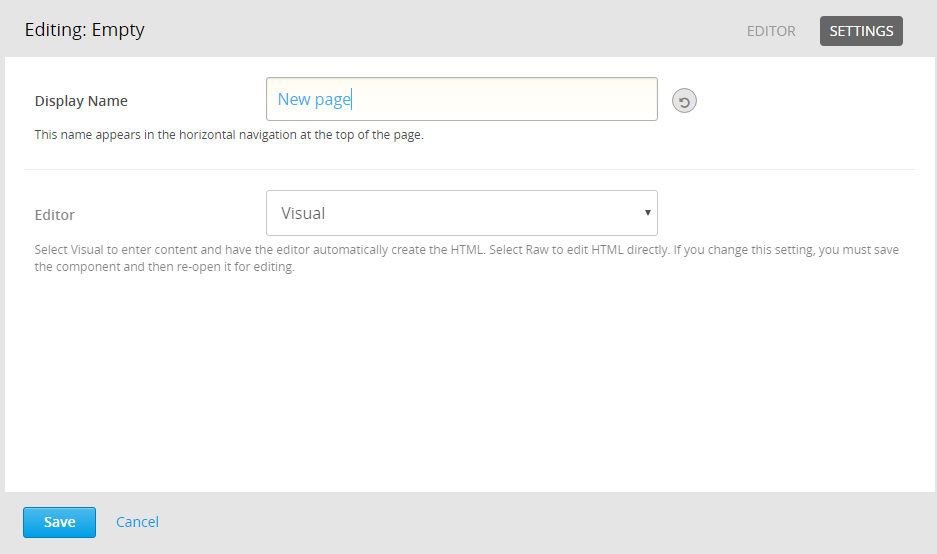 Editing: Empty
EDITOR
SETTINGS
Display Name
New page
This name appears in the horizontal navigation at the top of the page.
Editor
Visual
Select Visual to enter content and have the editor automatically create the HTML. Select Raw to edit HTML directly. If you change this setting, you must save
the component and then re-open it for editing.
Save
Cancel